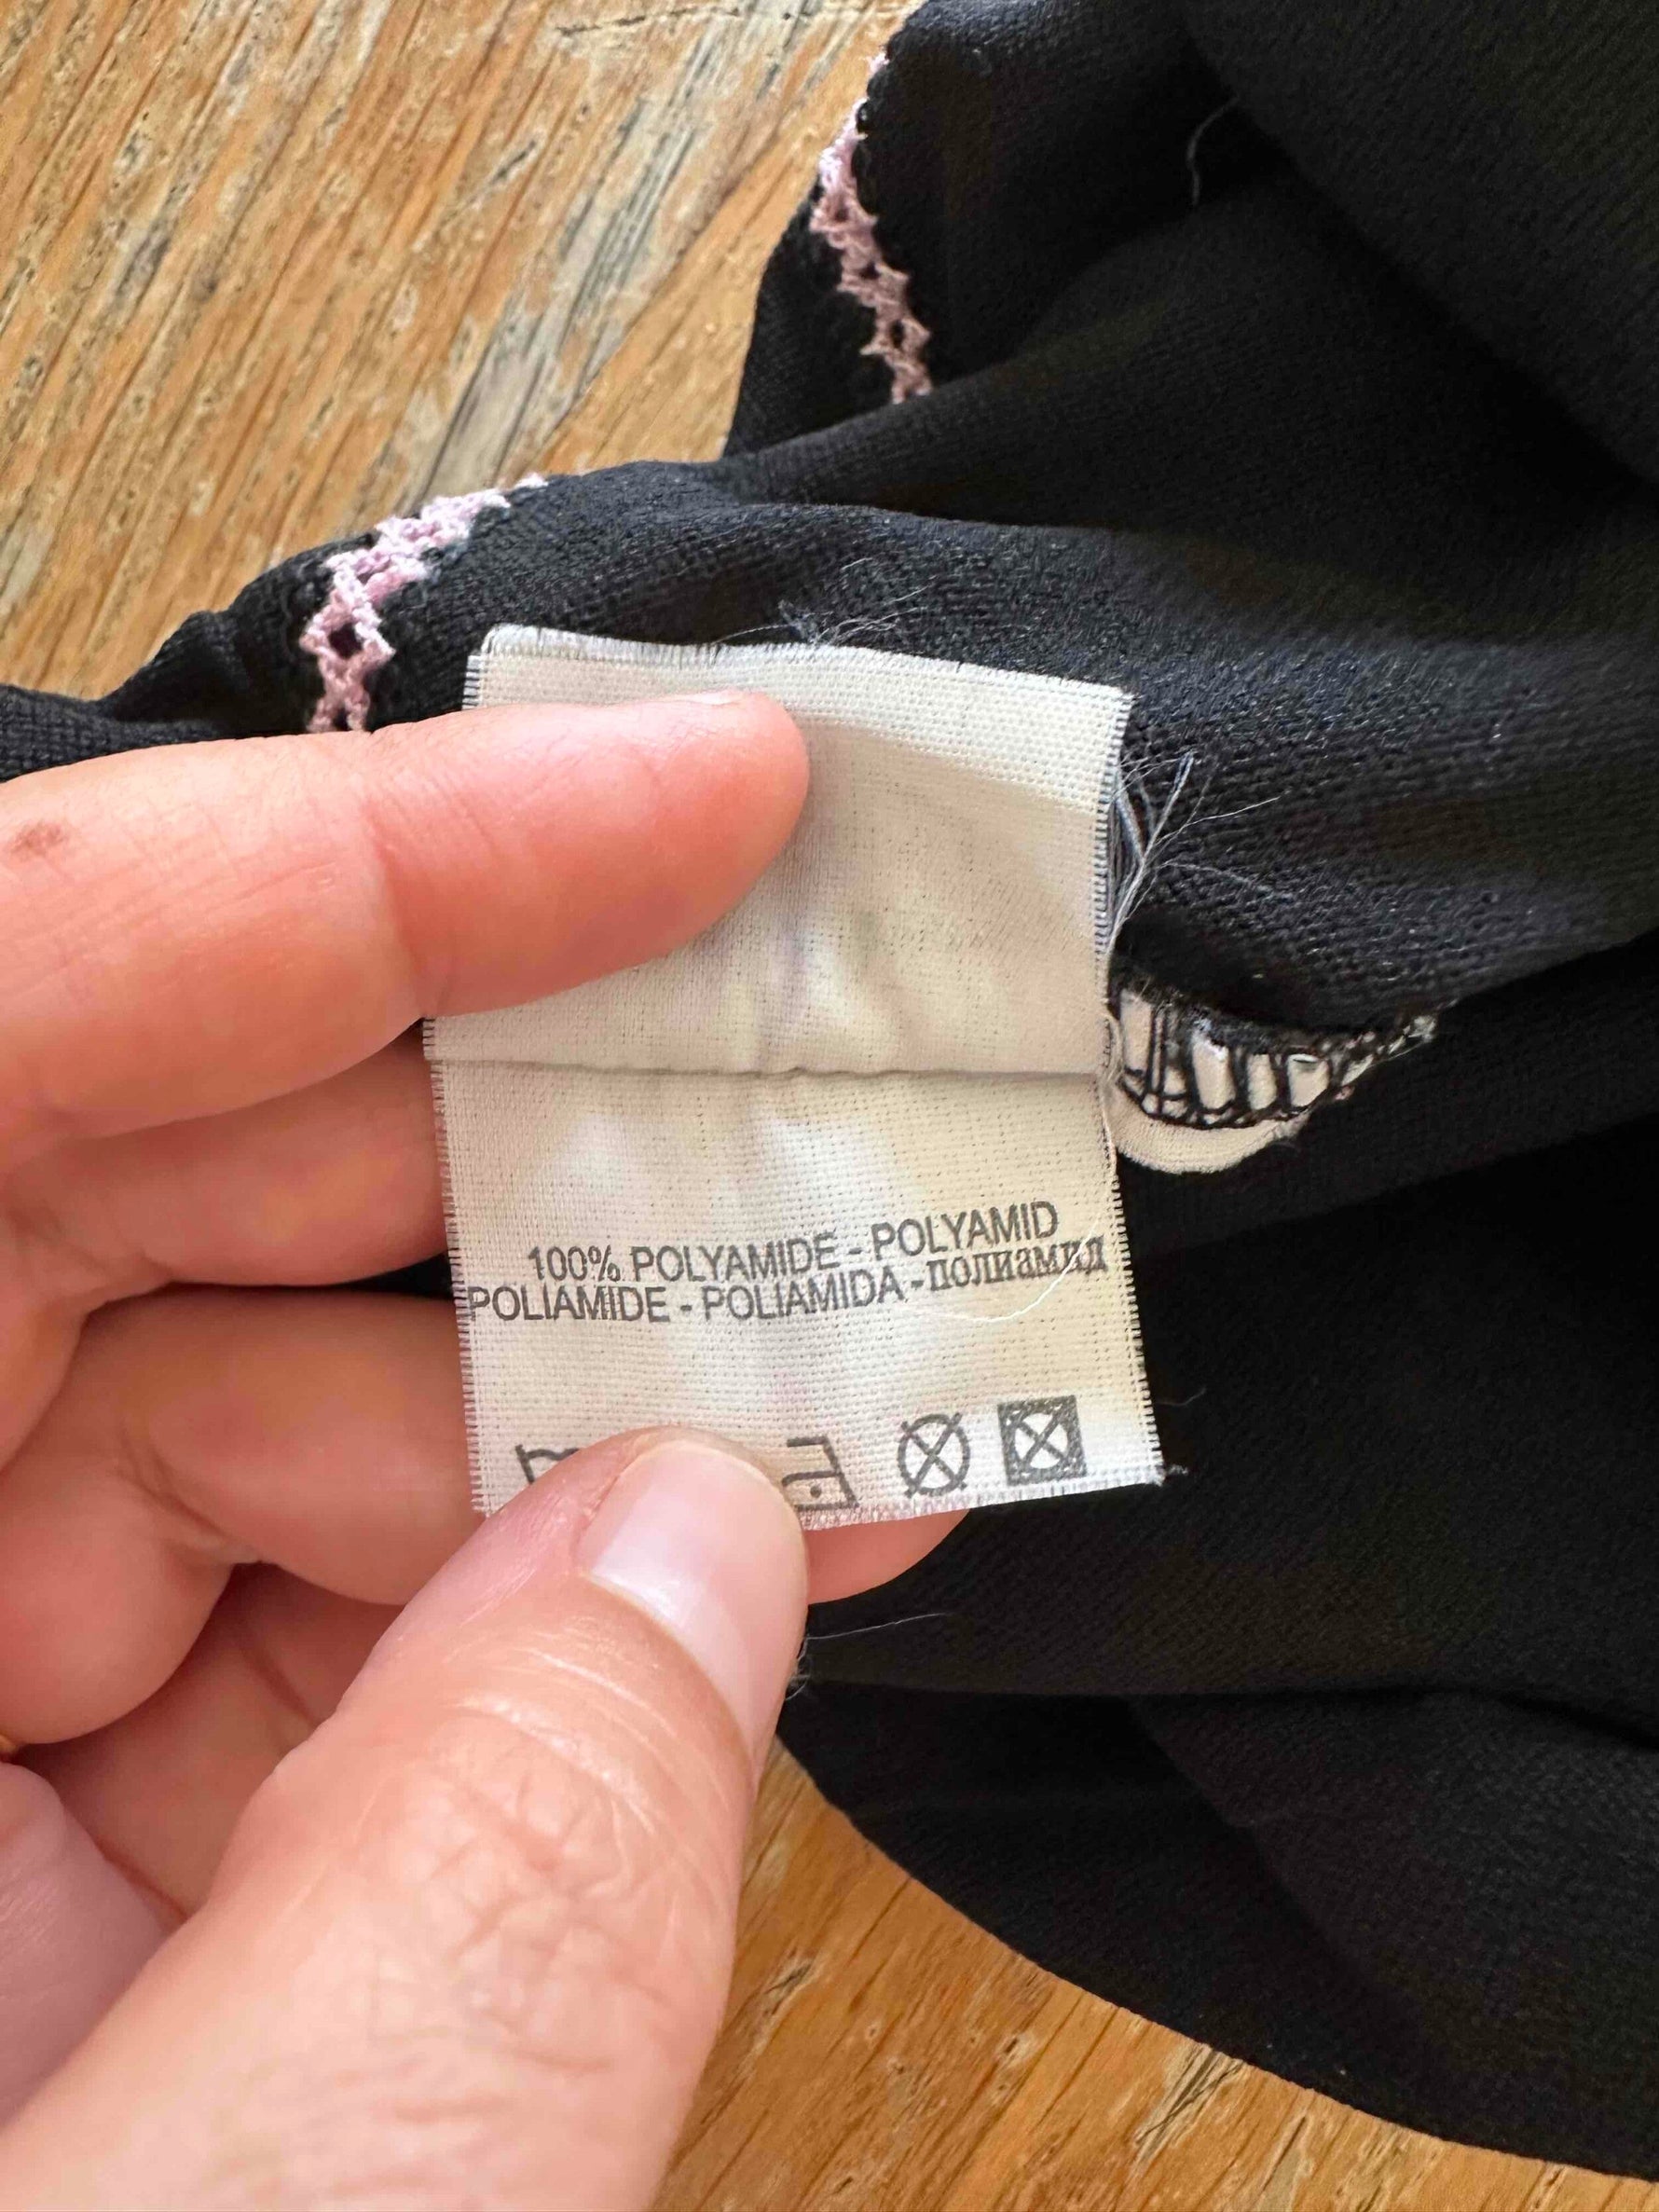 100% POLYAMIDE - POLYAMID
POLIAMIDE - POLIAMIDA -полиамид